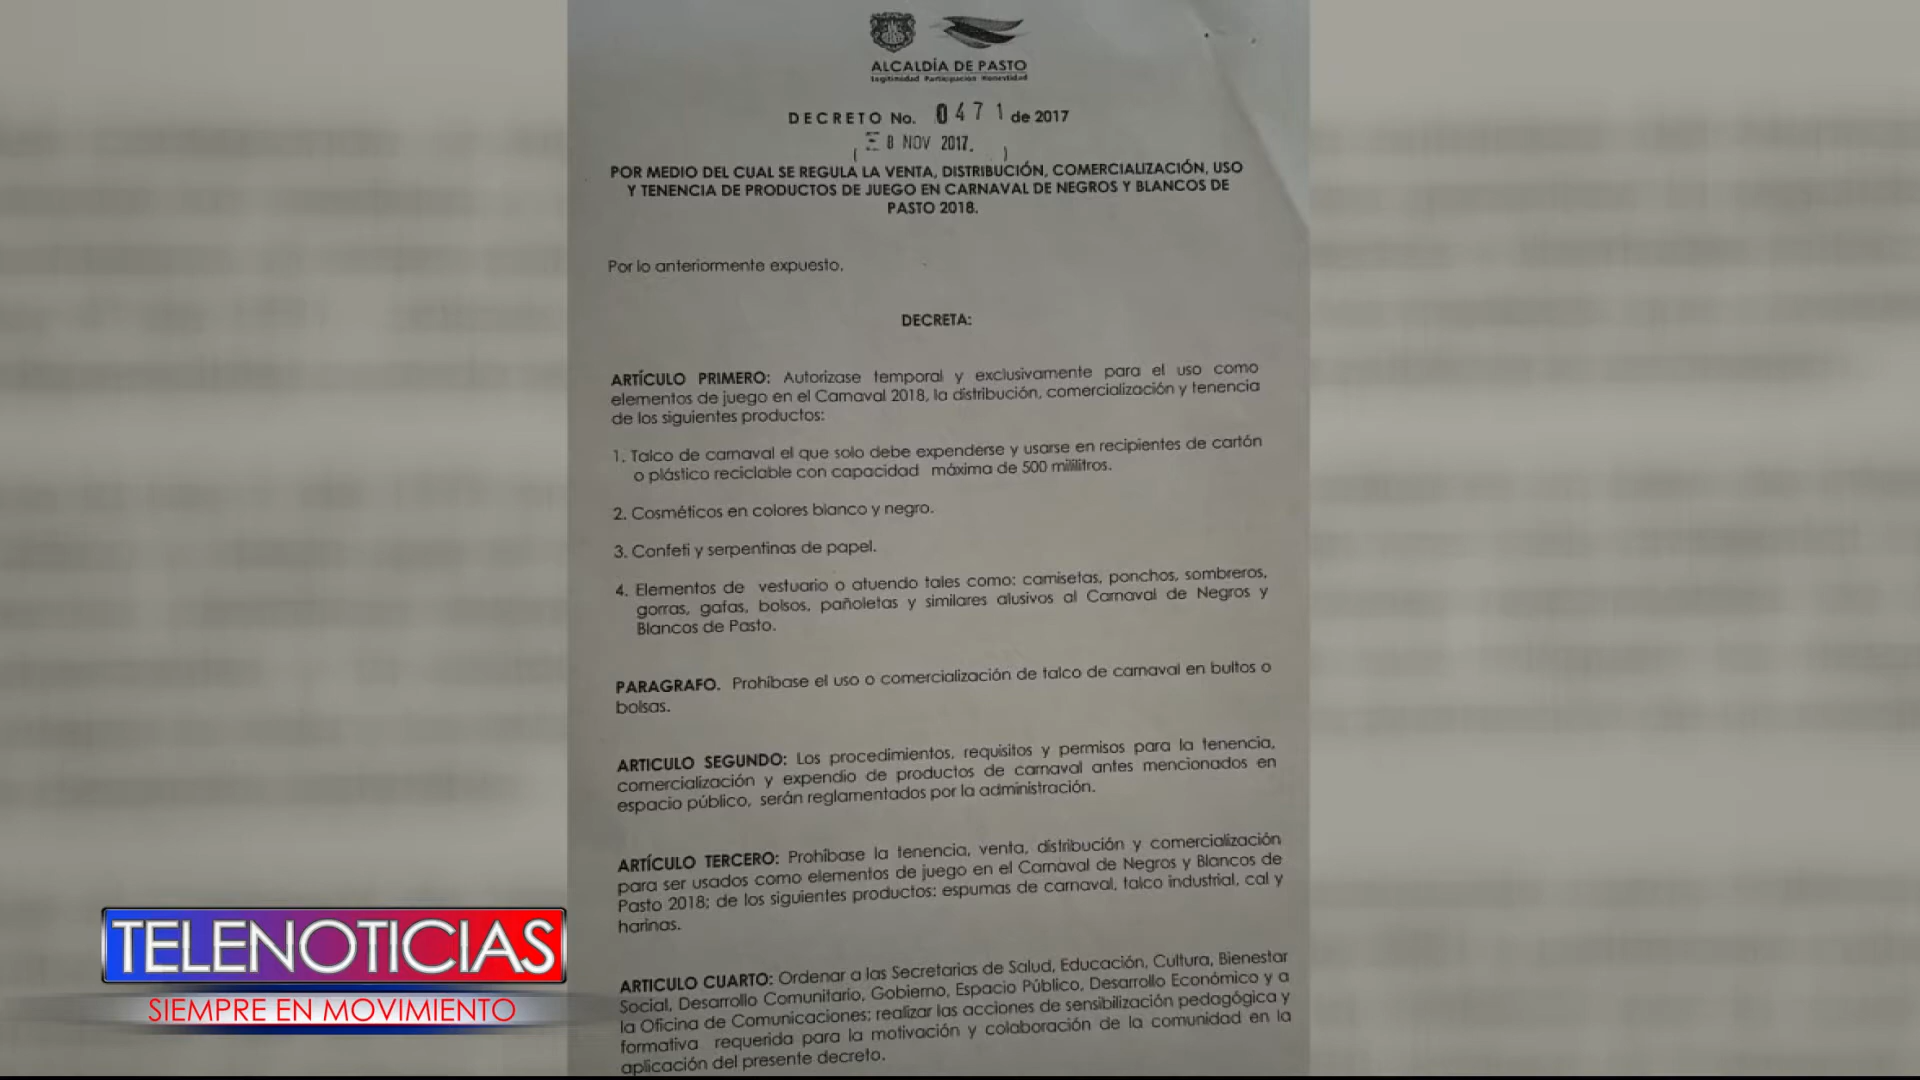 ALCALDÍA DE PASTO
Legitimidad Participación Honestidad
DECRETO No. 0471 de 2017
( 8 NOV 2017. )
POR MEDIO DEL CUAL SE REGULA LA VENTA, DISTRIBUCIÓN, COMERCIALIZACIÓN, USO
Y TENENCIA DE PRODUCTOS DE JUEGO EN CARNAVAL DE NEGROS Y BLANCOS DE
PASTO 2018.
Por lo anteriormente expuesto,
DECRETA:
ARTÍCULO PRIMERO: Autorizase temporal y exclusivamente para el uso como
elementos de juego en el Carnaval 2018, la distribución, comercialización y tenencia
de los siguientes productos:
1. Talco de carnaval el que solo debe expenderse y usarse en recipientes de cartón
o plástico reciclable con capacidad máxima de 500 mililitros.
2. Cosméticos en colores blanco y negro.
3. Confeti y serpentinas de papel.
4. Elementos de vestuario o atuendo tales como: camisetas, ponchos, sombreros,
gorras, gafas, bolsos, pañoletas y similares alusivos al Carnaval de Negros y
Blancos de Pasto.
PARAGRAFO. Prohíbase el uso o comercialización de talco de carnaval en bultos o
bolsas.
ARTICULO SEGUNDO: Los procedimientos, requisitos y permisos para la tenencia,
comercialización y expendio de productos de carnaval antes mencionados en
espacio público, serán reglamentados por la administración.
ARTÍCULO TERCERO: Prohíbase la tenencia, venta, distribución y comercialización
para ser usados como elementos de juego en el Carnaval de Negros y Blancos de
Pasto 2018; de los siguientes productos: espumas de carnaval, talco industrial, cal y
harinas.
ARTICULO CUARTO: Ordenar a las Secretarias de Salud, Educación, Cultura, Bienestar
Social, Desarrollo Comunitario, Gobierno, Espacio Público, Desarrollo Económico y a
la Oficina de Comunicaciones; realizar las acciones de sensibilización pedagógica y
formativa requerida para la motivación y colaboración de la comunidad en la
aplicación del presente decreto.
TELENOTICIAS
SIEMPRE EN MOVIMIENTO